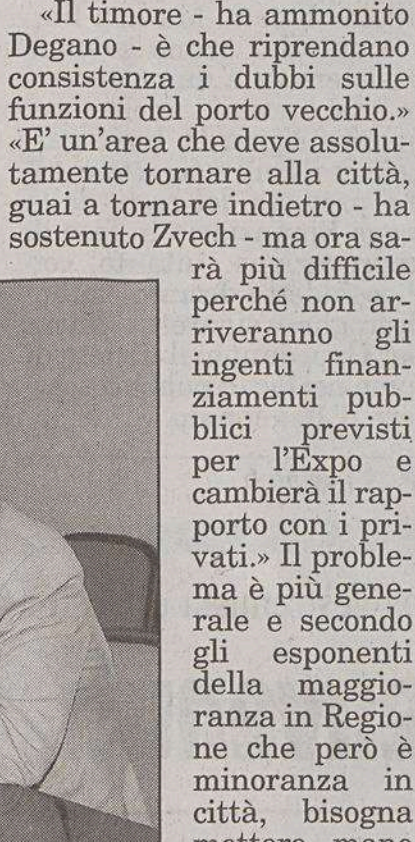 «Il timore - ha ammonito
Degano - è che riprendano
consistenza i dubbi sulle
funzioni del porto vecchio.»
«E' un'area che deve assolu-
tamente tornare alla città,
guai a tornare indietro - ha
sostenuto Zvech - ma ora sa-
rà più difficile
perché non ar-
riveranno gli
ingenti finan-
ziamenti pub-
blici previsti
per l'Expo e
cambierà il rap-
porto con i pri-
vati.» Il proble-
ma è più gene-
rale e secondo
gli esponenti
della maggio-
ranza in Regio-
ne che però è
minoranza in
città, bisogna